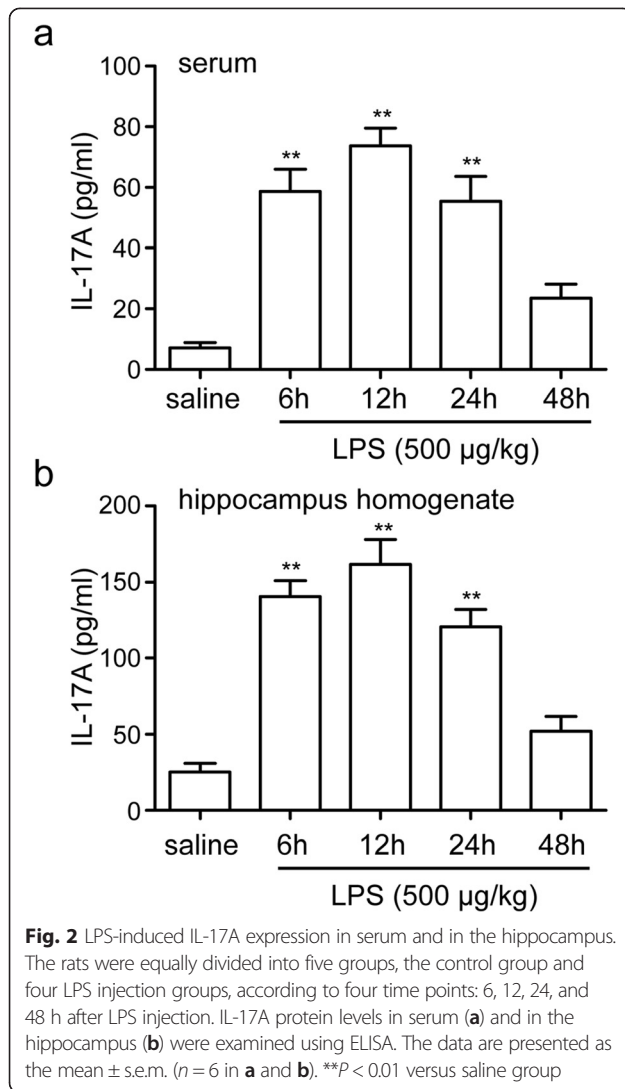 a
serum
100
80
60
40
20
0
IL-17A (pg/ml)
** ** **
saline 6h 12h 24h 48h
LPS (500 µg/kg)
b
hippocampus homogenate
200
150
100
50
0
IL-17A (pg/ml)
** ** **
saline 6h 12h 24h 48h
LPS (500 µg/kg)
Fig. 2 LPS-induced IL-17A expression in serum and in the hippocampus.
The rats were equally divided into five groups, the control group and
four LPS injection groups, according to four time points: 6, 12, 24, and
48 h after LPS injection. IL-17A protein levels in serum (a) and in the
hippocampus (b) were examined using ELISA. The data are presented as
the mean ± s.e.m. (n = 6 in a and b). **P < 0.01 versus saline group